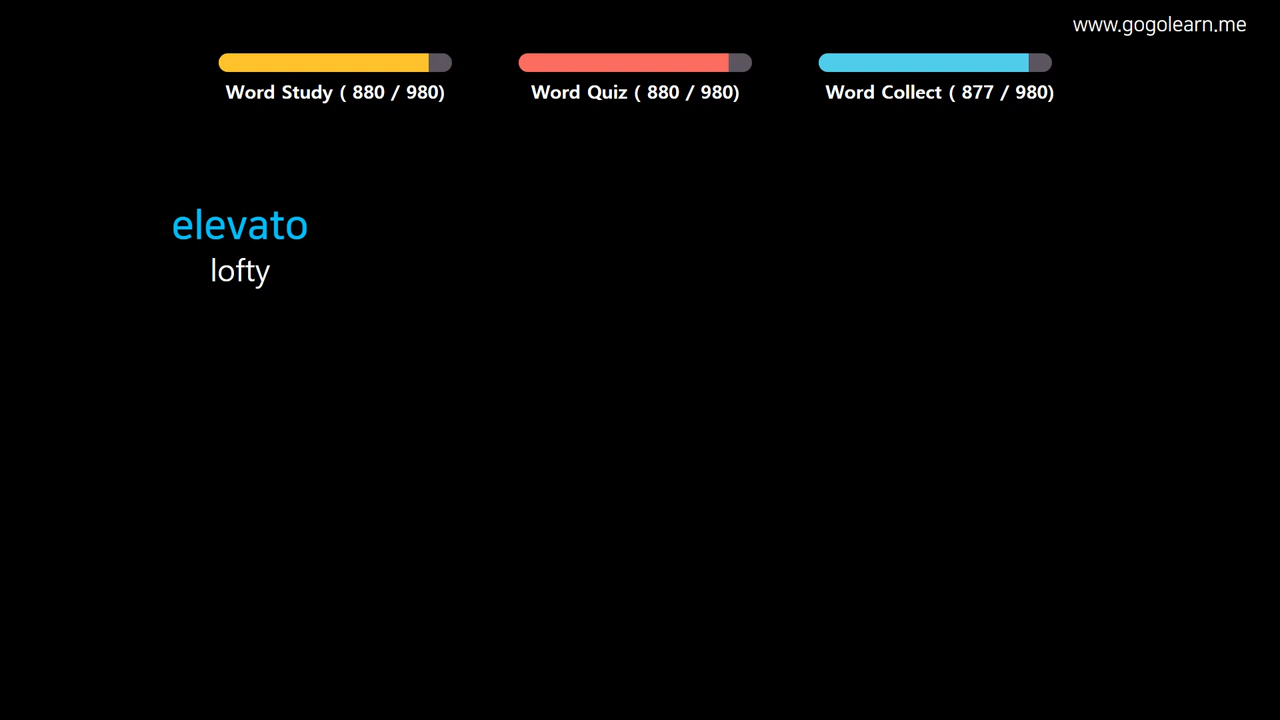 www.gogolearn.me
Word Study ( 880 / 980)
Word Quiz ( 880 / 980)
Word Collect ( 877 / 980)
elevato
lofty